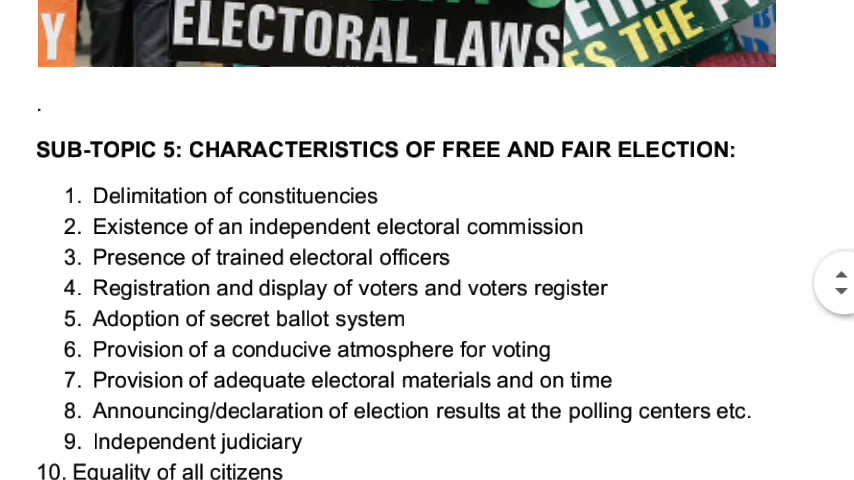 Y
ELECTORAL LAWS
ES THE
.
SUB-TOPIC 5: CHARACTERISTICS OF FREE AND FAIR ELECTION:
1. Delimitation of constituencies
2. Existence of an independent electoral commission
3. Presence of trained electoral officers
4. Registration and display of voters and voters register
5. Adoption of secret ballot system
6. Provision of a conducive atmosphere for voting
7. Provision of adequate electoral materials and on time
8. Announcing/declaration of election results at the polling centers etc.
9. Independent judiciary
10. Equality of all citizens